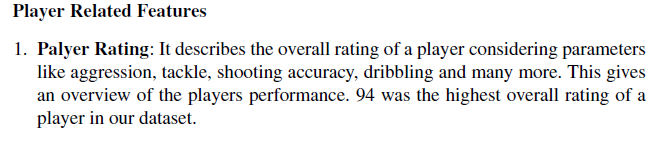 Player Related Features
1. Palyer Rating: It describes the overall rating of a player considering parameters
like aggression, tackle, shooting accuracy, dribbling and many more. This gives
an overview of the players performance. 94 was the highest overall rating of a
player in our dataset.